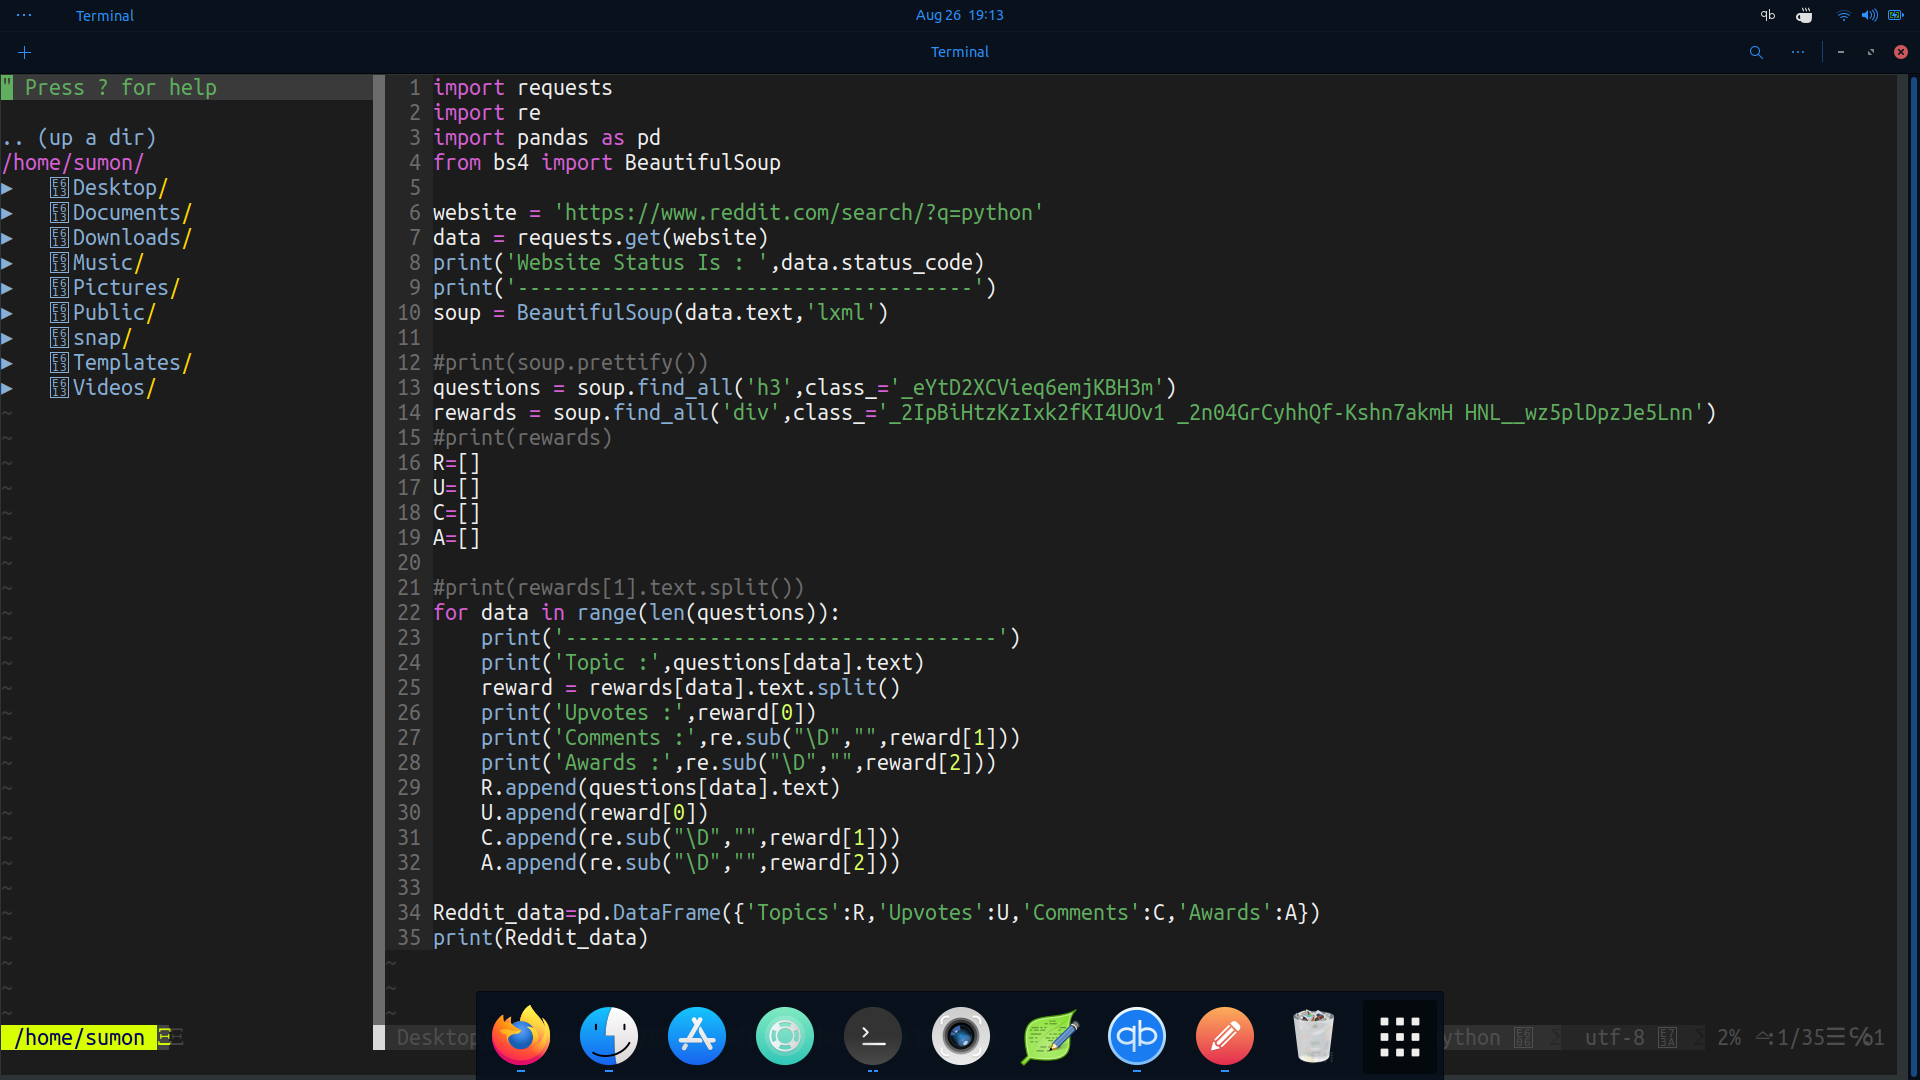 Terminal
Aug 26 19:13
qb
Terminal
" Press ? for help
.. (up a dir)
/home/sumon/
Desktop/
Documents/
Downloads/
Music/
Pictures/
Public/
snap/
Templates/
Videos/
1 import requests
2 import re
3 import pandas as pd
4 from bs4 import BeautifulSoup
5
6 website = 'https://www.reddit.com/search/?q=python'
7 data = requests.get(website)
8 print('Website Status Is : ',data.status_code)
9 print('--------------------------------------')
10 soup = BeautifulSoup(data.text,'lxml')
11
12 #print(soup.prettify())
13 questions = soup.find_all('h3',class_='_eYtD2XCVieq6emjKBH3m')
14 rewards = soup.find_all('div',class_='_2IpBiHtzKzIxk2fKI4UOv1 _2n04GrCyhhQf-Kshn7akmH HNL__wz5plDpzJe5Lnn')
15 #print(rewards)
16 R=[]
17 U=[]
18 C=[]
19 A=[]
20
21 #print(rewards[1].text.split())
22 for data in range(len(questions)):
23     print('------------------------------------')
24     print('Topic :',questions[data].text)
25     reward = rewards[data].text.split()
26     print('Upvotes :',reward[0])
27     print('Comments :',re.sub("\D","",reward[1]))
28     print('Awards :',re.sub("\D","",reward[2]))
29     R.append(questions[data].text)
30     U.append(reward[0])
31     C.append(re.sub("\D","",reward[1]))
32     A.append(re.sub("\D","",reward[2]))
33
34 Reddit_data=pd.DataFrame({'Topics':R,'Upvotes':U,'Comments':C,'Awards':A})
35 print(Reddit_data)
/home/sumon
Desktop
qb
ython
utf-8
2%
:1/35☰℅1